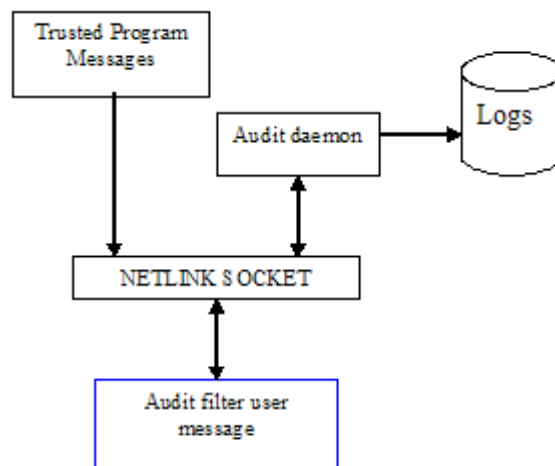 Trusted Program
Messages
Audit daemon
Logs
NETLINK SOCKET
Audit filter user
message